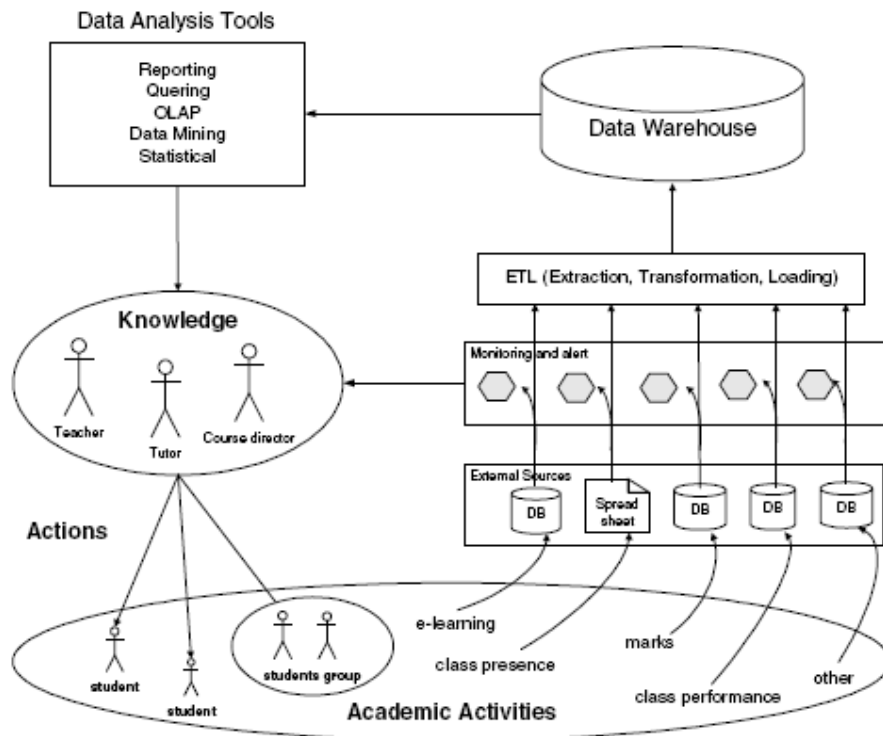 Data Analysis Tools
Reporting
Quering
OLAP
Data Mining
Statistical
Data Warehouse
ETL (Extraction, Transformation, Loading)
Knowledge
Teacher
Tutor
Course director
Monitoring and alert
External Sources
DB
Spread
sheet
DB
DB
DB
Actions
e-learning
class presence
marks
class performance
other
student
student
students group
Academic Activities